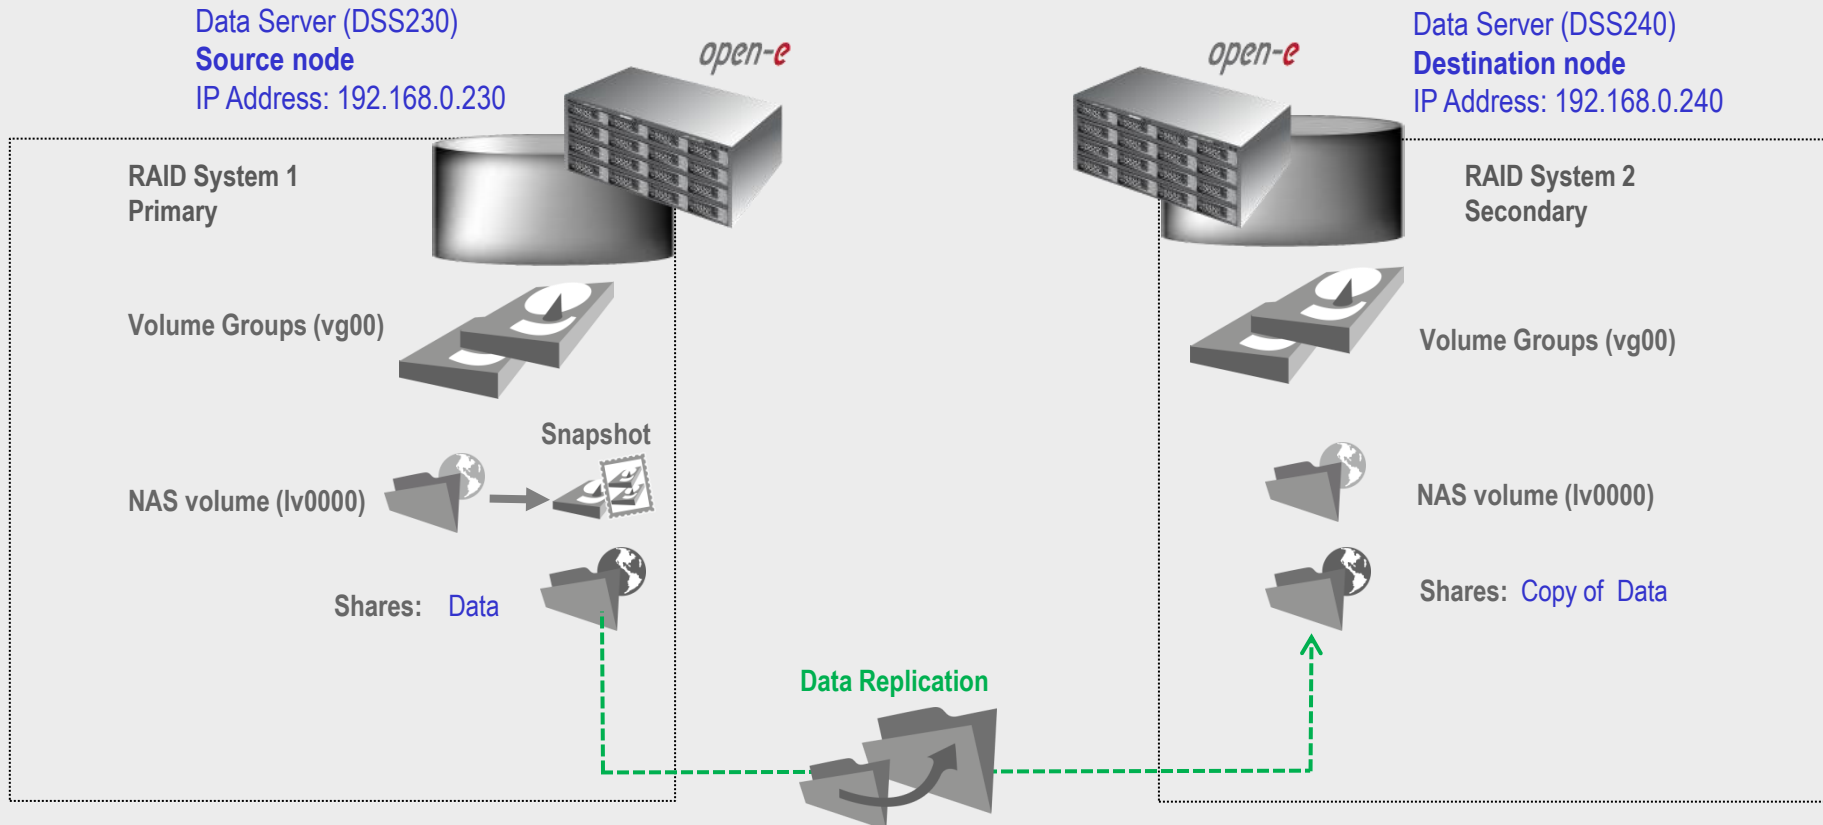 Data Server (DSS230)
Source node
IP Address: 192.168.0.230
open-e
RAID System 1
Primary
Volume Groups (vg00)
Snapshot
NAS volume (lv0000)
Shares: Data
Data Replication
open-e
Data Server (DSS240)
Destination node
IP Address: 192.168.0.240
RAID System 2
Secondary
Volume Groups (vg00)
NAS volume (lv0000)
Shares: Copy of Data